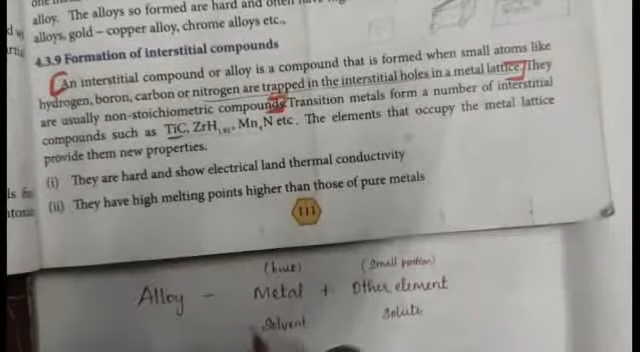 alloy. The alloys so formed are hard and often
alloys, gold – copper alloy, chrome alloys etc.,
4.3.9 Formation of interstitial compounds
An interstitial compound or alloy is a compound that is formed when small atoms like
hydrogen, boron, carbon or nitrogen are trapped in the interstitial holes in a metal lattice. They
are usually non-stoichiometric compounds. Transition metals form a number of interstitial
compounds such as TiC, ZrH1.92, Mn4N etc. The elements that occupy the metal lattice
provide them new properties.
(i) They are hard and show electrical land thermal conductivity
(ii) They have high melting points higher than those of pure metals
111
(pure) (small portion)
Alloy – Metal + Other element
Solvent Solute